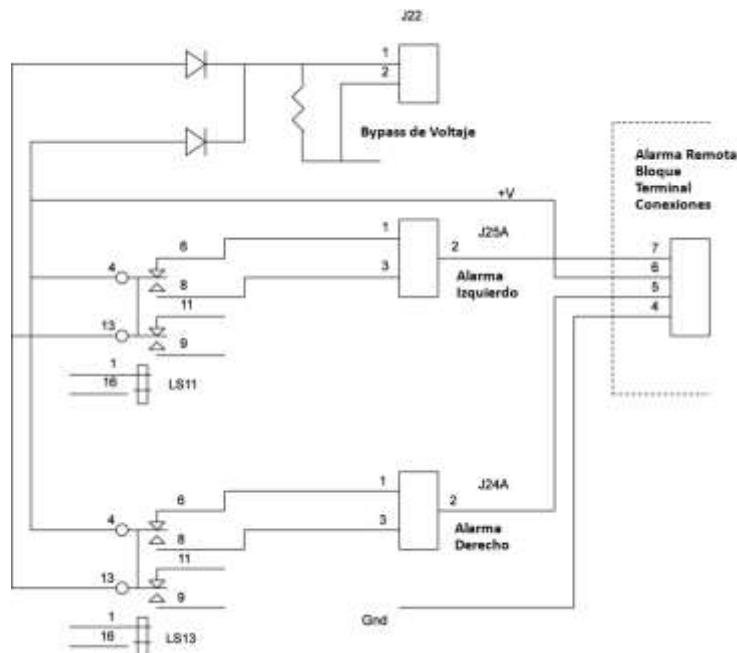 J22
1
2
Bypass de Voltaje
Alarma Remota
Bloque
Terminal
Conexiones
+V
6
1
2
J25A
7
4
8
3
Alarma
Izquierdo
6
5
11
4
13
9
1
16
LS11
6
1
2
J24A
4
8
3
Alarma
Derecho
11
13
9
Gnd
1
16
LS13